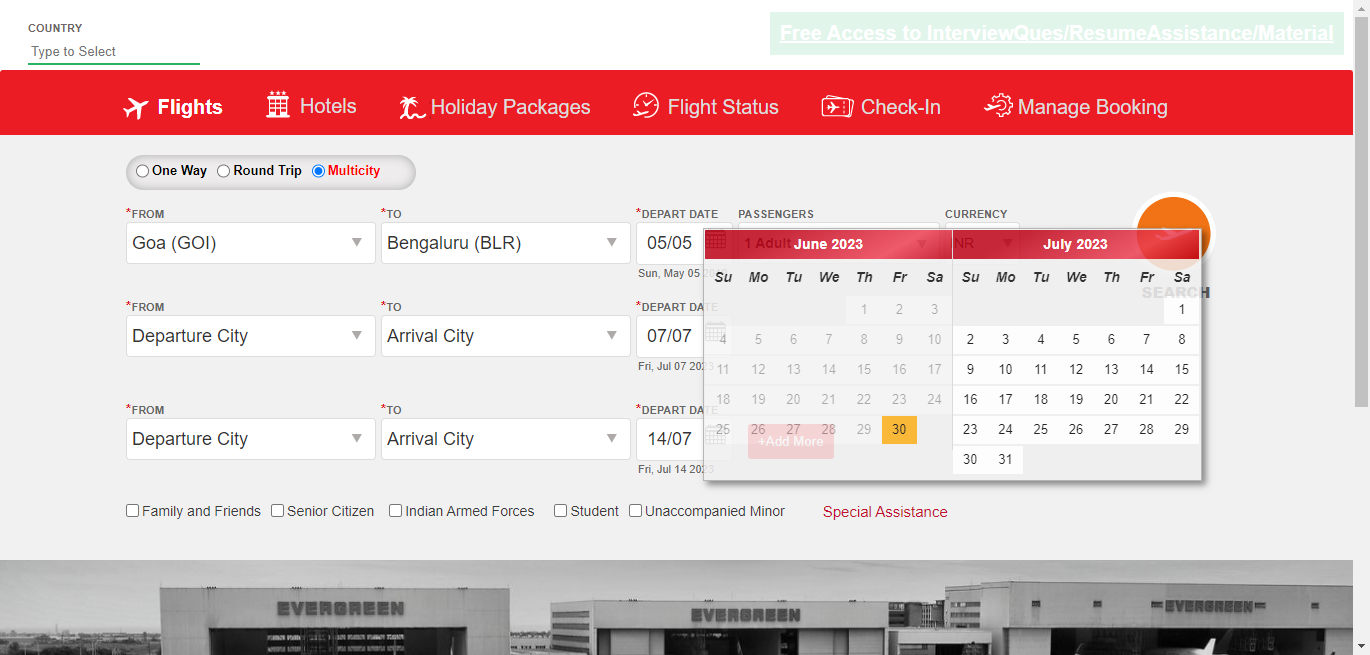 COUNTRY
Type to Select
Free Access to InterviewQues/ResumeAssistance/Material
Flights Hotels Holiday Packages Flight Status Check-In Manage Booking
One Way Round Trip Multicity
*FROM *TO *DEPART DATE PASSENGERS CURRENCY
Goa (GOI) Bengaluru (BLR) 05/05 1 Adult INR
Sun, May 05 20
SEARCH
*FROM *TO *DEPART DATE
Departure City Arrival City 07/07
Fri, Jul 07 2023
*FROM *TO *DEPART DATE
Departure City Arrival City 14/07
Fri, Jul 14 2023
+Add More
June 2023 July 2023
Su Mo Tu We Th Fr Sa Su Mo Tu We Th Fr Sa
1 2 3 1
4 5 6 7 8 9 10 2 3 4 5 6 7 8
11 12 13 14 15 16 17 9 10 11 12 13 14 15
18 19 20 21 22 23 24 16 17 18 19 20 21 22
25 26 27 28 29 30 23 24 25 26 27 28 29
30 31
Family and Friends Senior Citizen Indian Armed Forces Student Unaccompanied Minor Special Assistance
EVERGREEN
EVERGREEN
EVERGREEN